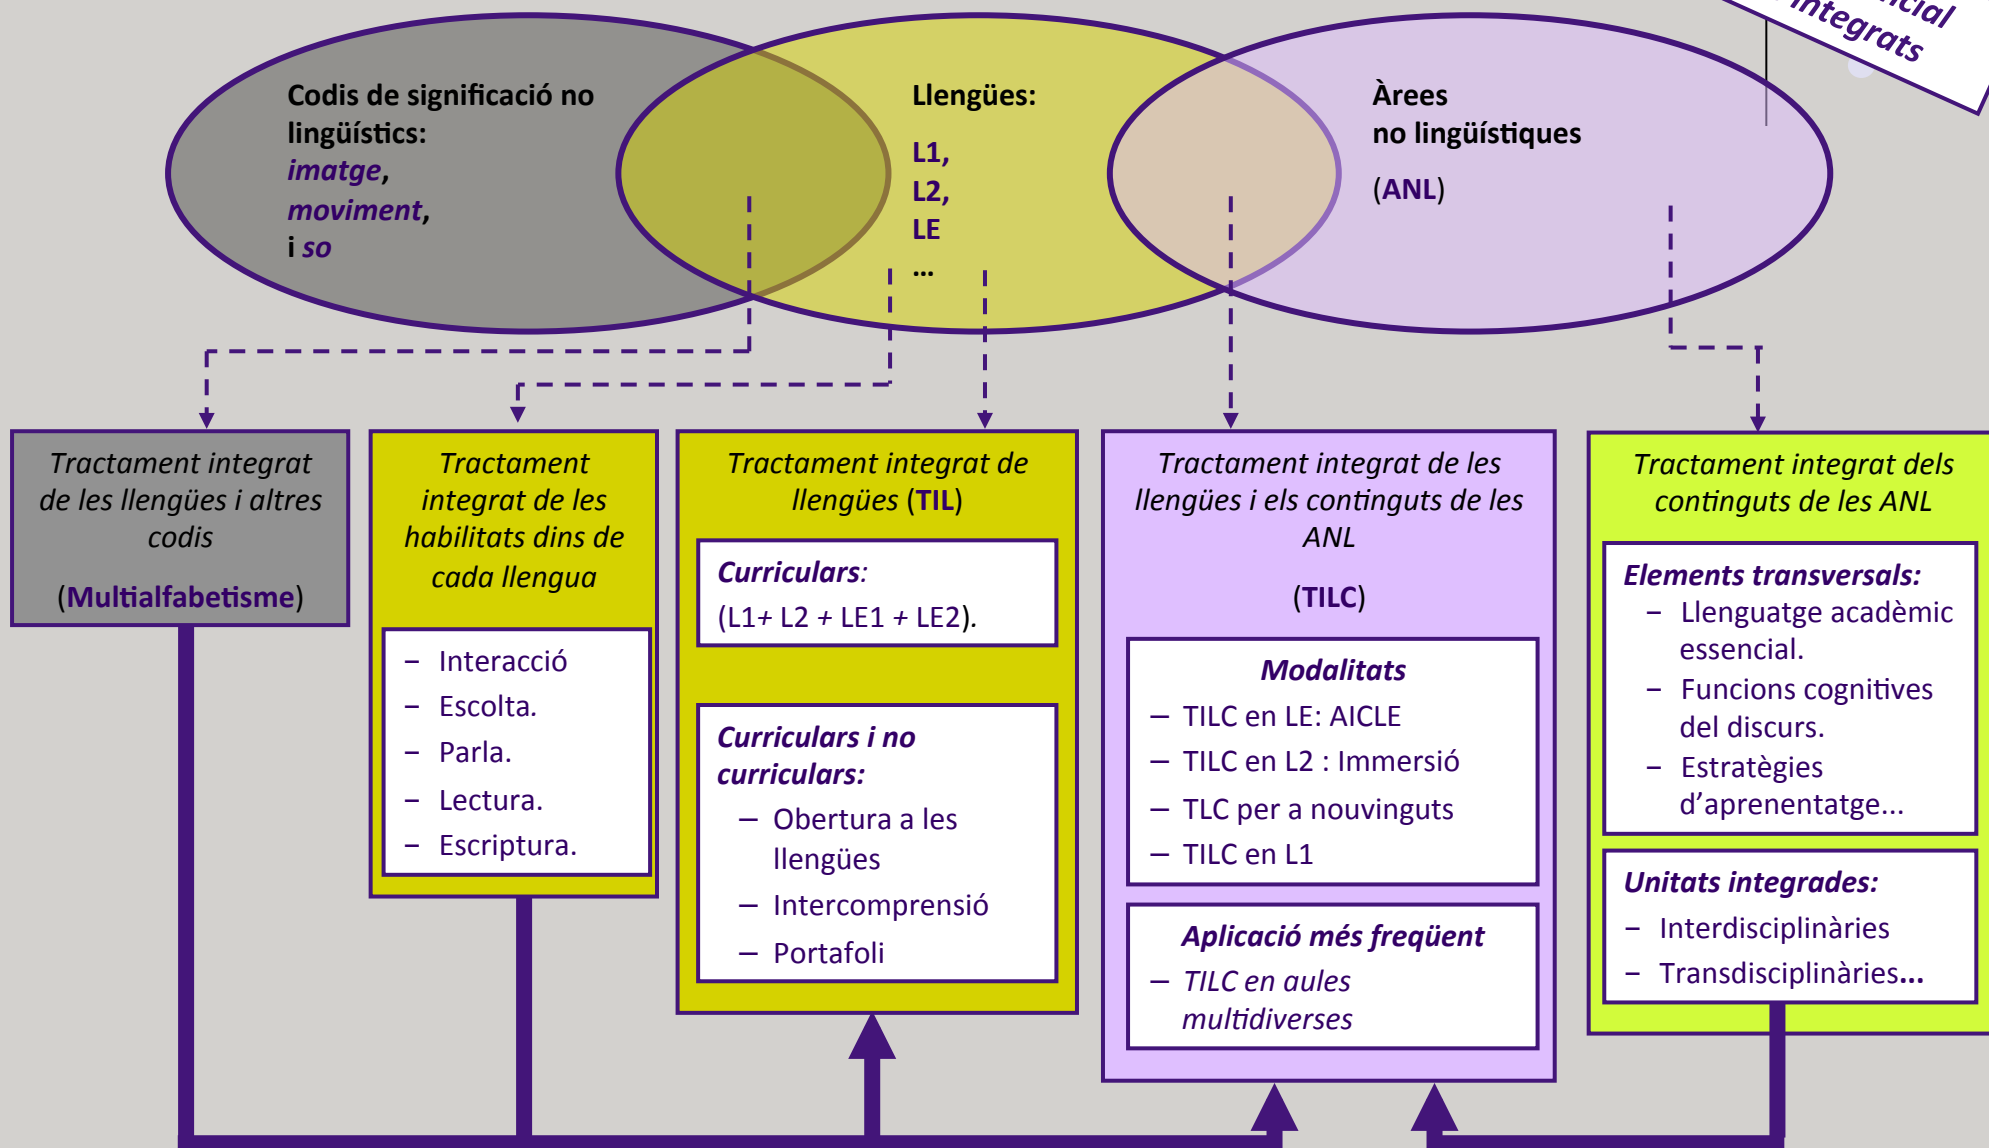 integrats
Codis de significació no
lingüístics:
imatge,
moviment,
i so
Llengües:
L1,
L2,
LE
...
Àrees
no lingüístiques
(ANL)
Tractament integrat
de les llengües i altres
codis
(Multialfabetisme)
Tractament
integrat de les
habilitats dins de
cada llengua
– Interacció
– Escolta.
– Parla.
– Lectura.
– Escriptura.
Tractament integrat de
llengües (TIL)
Curriculars:
(L1+ L2 + LE1 + LE2).
Curriculars i no
curriculars:
– Obertura a les
llengües
– Intercomprensió
– Portafoli
Tractament integrat de les
llengües i els continguts de les
ANL
(TILC)
Modalitats
– TILC en LE: AICLE
– TILC en L2 : Immersió
– TLC per a nouvinguts
– TILC en L1
Aplicació més freqüent
– TILC en aules
multidiverses
Tractament integrat dels
continguts de les ANL
Elements transversals:
– Llenguatge acadèmic
essencial.
– Funcions cognitives
del discurs.
– Estratègies
d’aprenentatge...
Unitats integrades:
– Interdisciplinàries
– Transdisciplinàries...